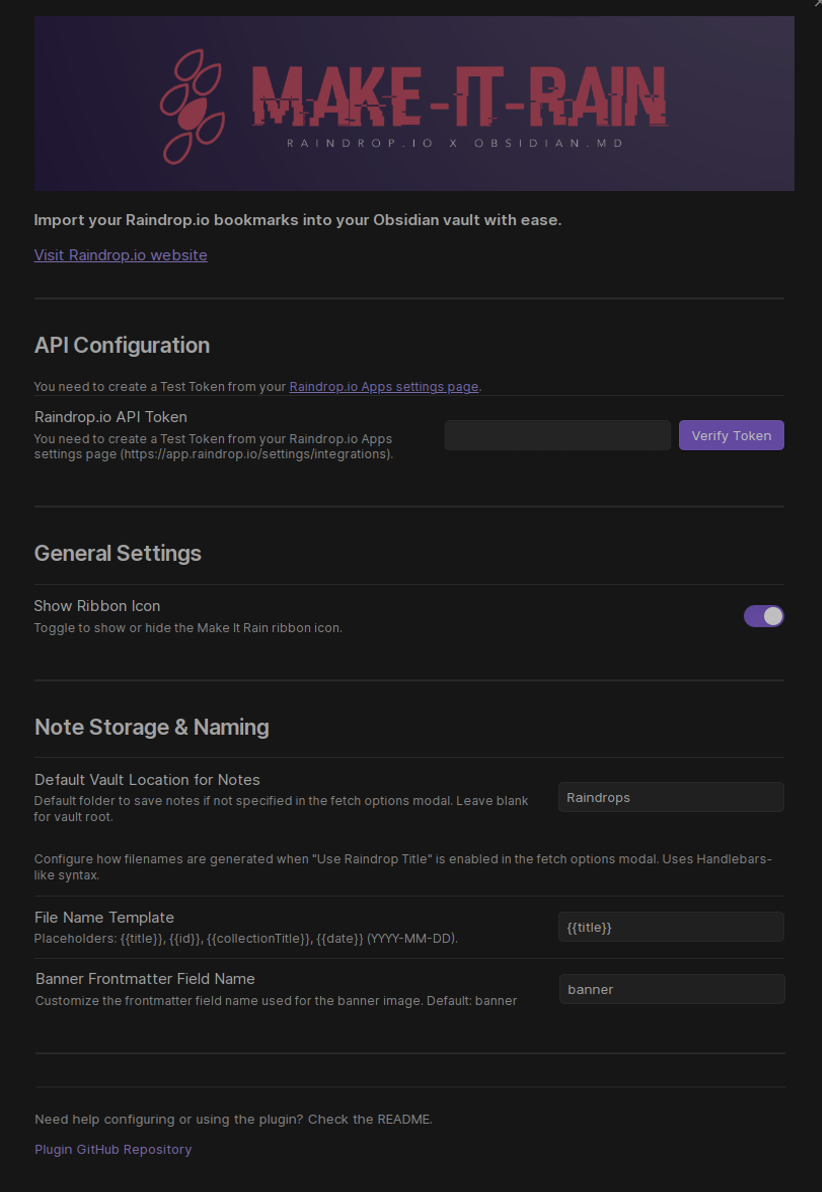 MAKE-IT-RAIN
RAINDROP.IO X OBSIDIAN.MD
Import your Raindrop.io bookmarks into your Obsidian vault with ease.
Visit Raindrop.io website
API Configuration
You need to create a Test Token from your Raindrop.io Apps settings page.
Raindrop.io API Token
You need to create a Test Token from your Raindrop.io Apps
settings page (https://app.raindrop.io/settings/integrations).
Verify Token
General Settings
Show Ribbon Icon
Toggle to show or hide the Make It Rain ribbon icon.
Note Storage & Naming
Default Vault Location for Notes
Default folder to save notes if not specified in the fetch options modal. Leave blank
for vault root.
Raindrops
Configure how filenames are generated when "Use Raindrop Title" is enabled in the fetch options modal. Uses Handlebars-
like syntax.
File Name Template
Placeholders: {{title}}, {{id}}, {{collectionTitle}}, {{date}} (YYYY-MM-DD).
{{title}}
Banner Frontmatter Field Name
Customize the frontmatter field name used for the banner image. Default: banner
banner
Need help configuring or using the plugin? Check the README.
Plugin GitHub Repository